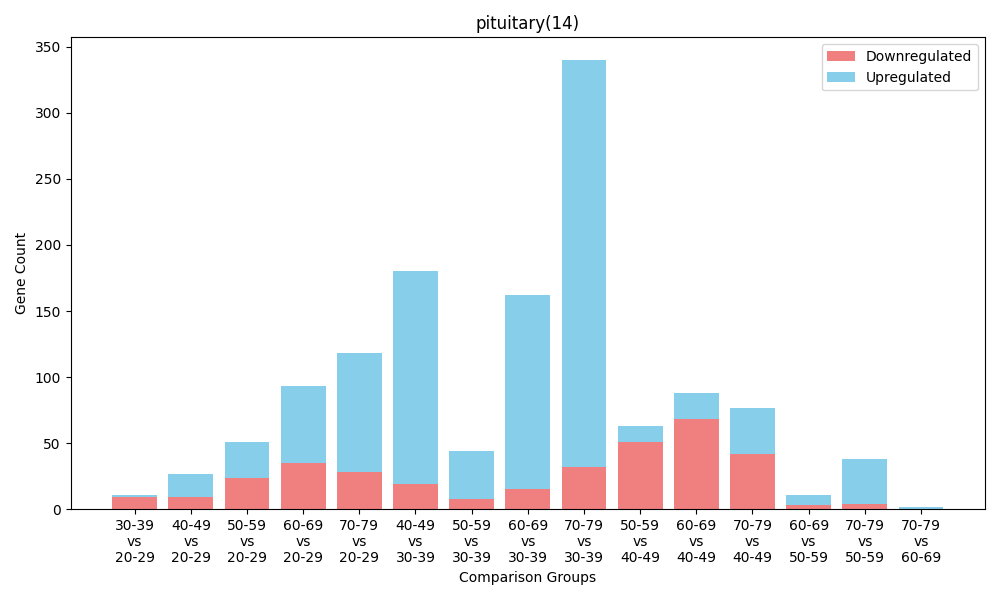 pituitary(14)
Downregulated
Upregulated
Gene Count
350
300
250
200
150
100
50
0
30-39
vs
20-29
40-49
vs
20-29
50-59
vs
20-29
60-69
vs
20-29
70-79
vs
20-29
40-49
vs
30-39
50-59
vs
30-39
60-69
vs
30-39
70-79
vs
30-39
50-59
vs
40-49
60-69
vs
40-49
70-79
vs
40-49
60-69
vs
50-59
70-79
vs
50-59
70-79
vs
60-69
Comparison Groups